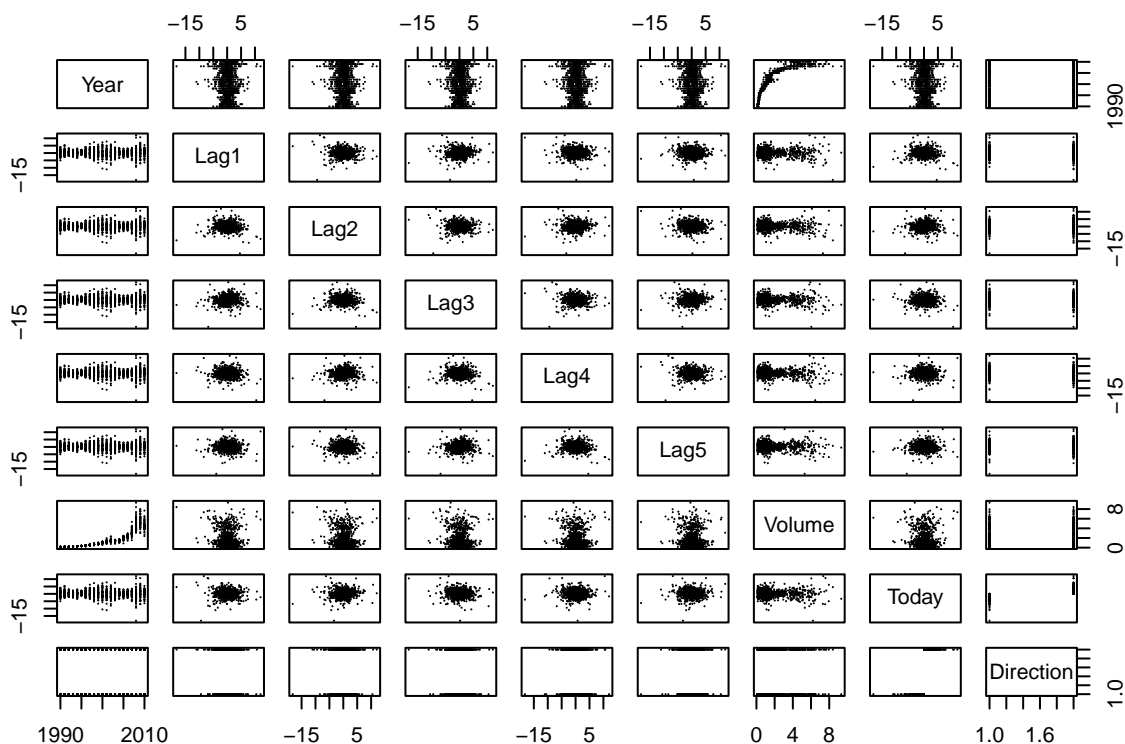 −15 5 −15 5 −15 5 −15 5
Year 1990
−15 Lag1
Lag2 −15
−15 Lag3
Lag4 −15
−15 Lag5
Volume 0 8
−15 Today
Direction 1.0
1990 2010 −15 5 −15 5 0 4 8 1.0 1.6